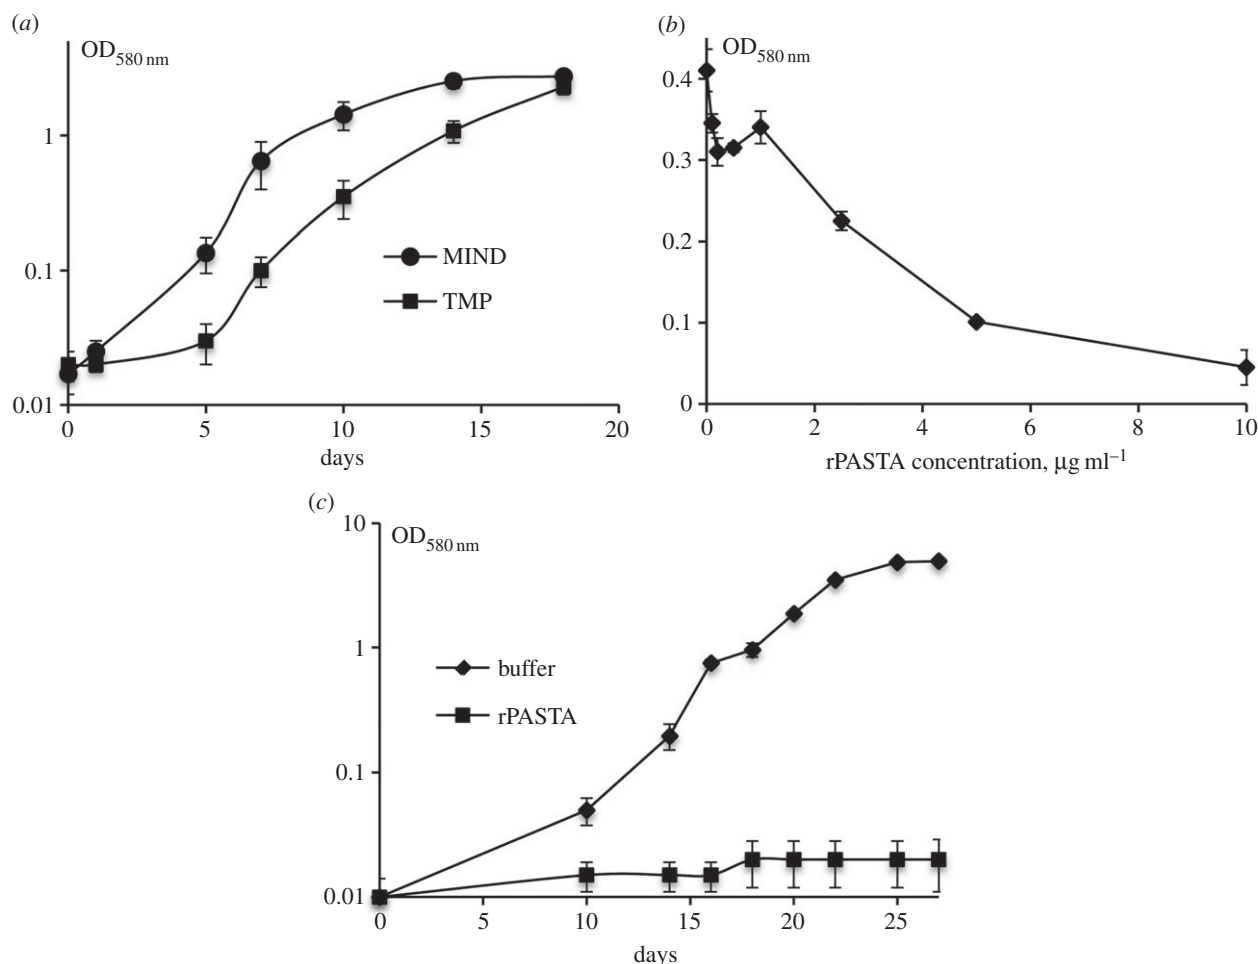 (a)
OD580 nm
1
0.1
0.01
0 5 10 15 20
days
MIND
TMP
(b)
OD580 nm
0.4
0.3
0.2
0.1
0
0 2 4 6 8 10
rPASTA concentration, µg ml–1
(c)
10
OD580 nm
1
0.1
0.01
0 5 10 15 20 25
days
buffer
rPASTA